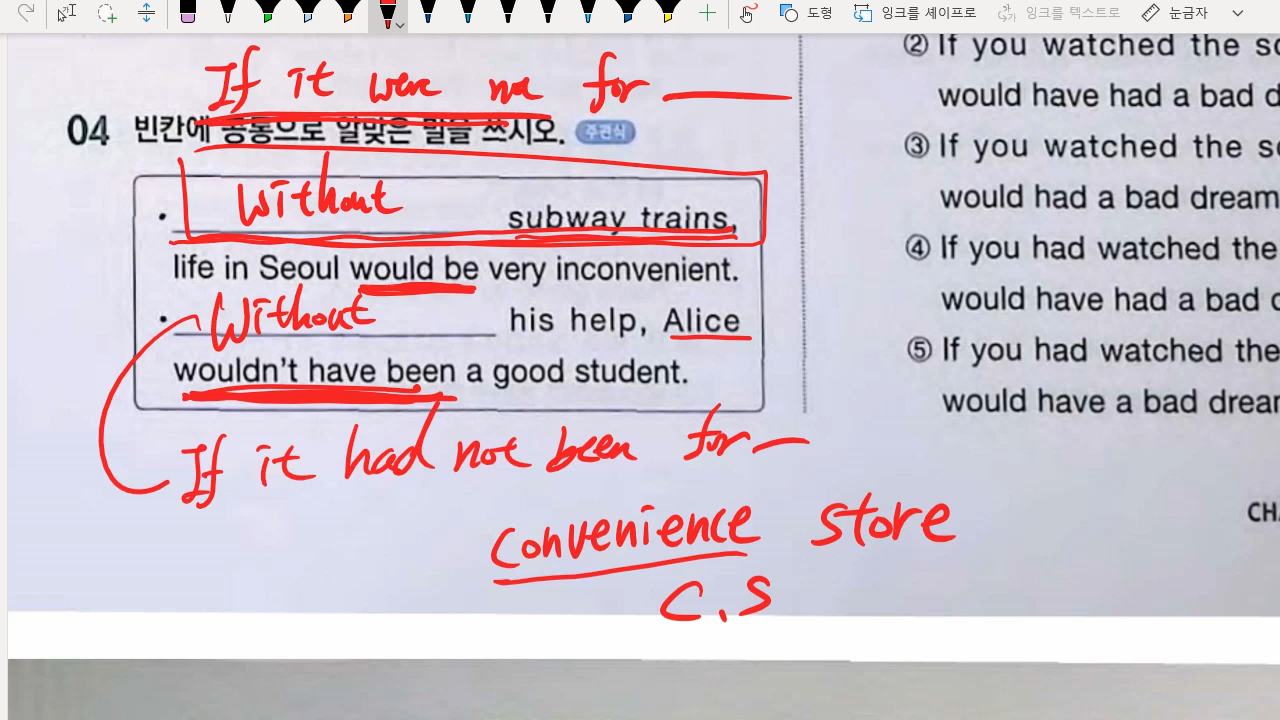 도형
잉크를 셰이프로
잉크를 텍스트로
눈금자
If it were not for
04 빈칸에 공통으로 알맞은 말을 쓰시오. 주관식
• Without subway trains,
life in Seoul would be very inconvenient.
• Without his help, Alice
wouldn't have been a good student.
If it had not been for
convenience store
C.S
② If you watched the sc
would have had a bad d
③ If you watched the sc
would had a bad dream
④ If you had watched the
would have had a bad d
⑤ If you had watched the
would have a bad drear
CHA